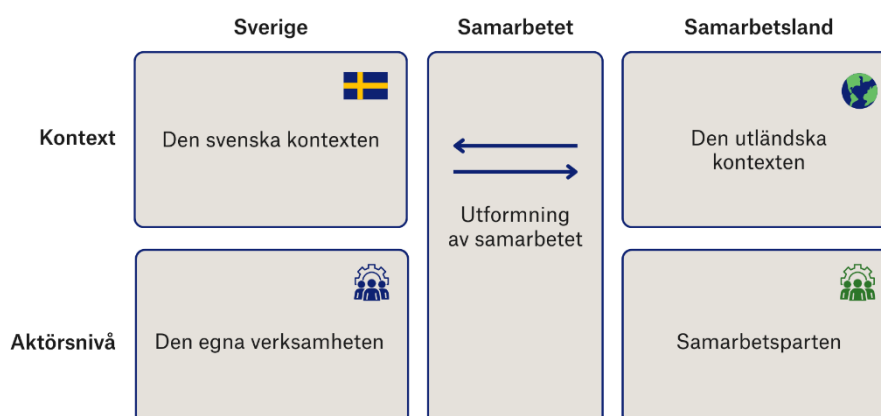 Sverige
Samarbetet
Samarbetsland
Kontext
Den svenska kontexten
Den utländska
kontexten
Utformning
av samarbetet
Aktörsnivå
Den egna verksamheten
Samarbetsparten